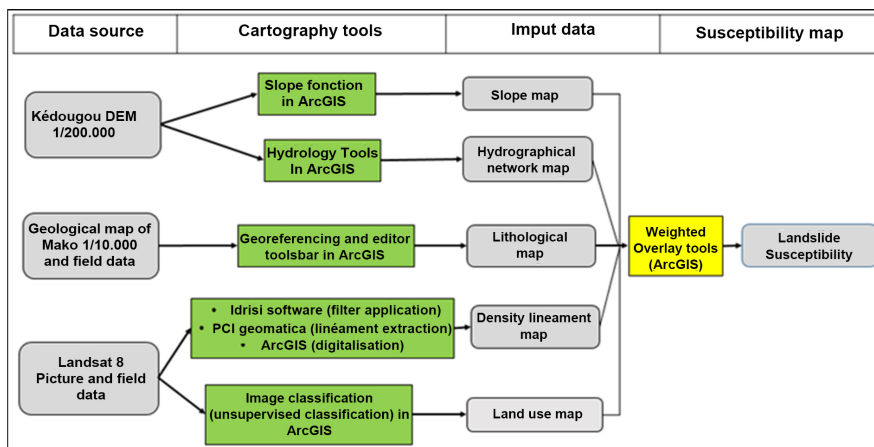 Data source
Cartography tools
Imput data
Susceptibility map
Kédougou DEM
1/200.000
Slope fonction
in ArcGIS
Slope map
Hydrology Tools
In ArcGIS
Hydrographical
network map
Geological map of
Mako 1/10.000
and field data
Georeferencing and editor
toolsbar in ArcGIS
Lithological
map
Weighted
Overlay tools
(ArcGIS)
Landslide
Susceptibility
• Idrisi software (filter application)
• PCI geomatica (linéament extraction)
• ArcGIS (digitalisation)
Density lineament
map
Landsat 8
Picture and field
data
Image classification
(unsupervised classification) in
ArcGIS
Land use map